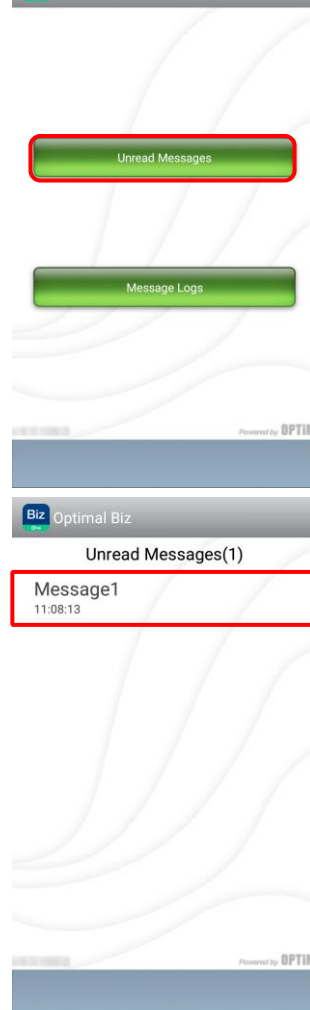 Unread Messages
Message Logs
Powered by OPTIM
Biz Optimal Biz
Unread Messages(1)
Message1
11:08:13
Powered by OPTIM